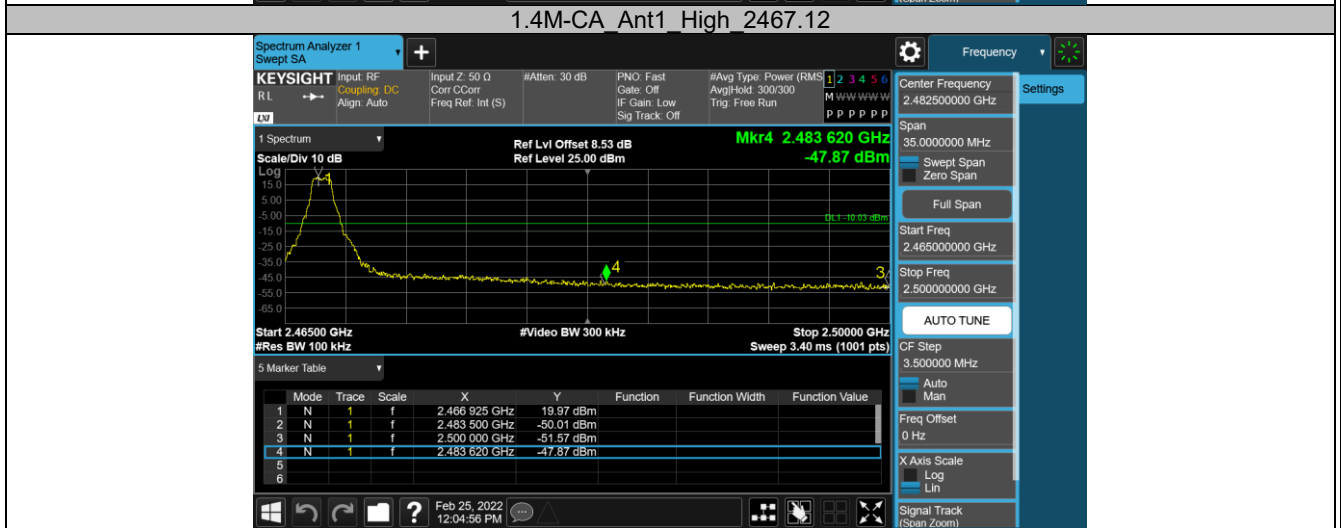 (Span Zoom)
1.4M-CA_Ant1_High_2467.12
Spectrum Analyzer 1
Swept SA
Frequency
KEYSIGHT Input: RF Input Z: 50 Ω #Atten: 30 dB PNO: Fast #Avg Type: Power (RMS 1 2 3 4 5 6
RL Coupling: DC Corr CCorr Gate: Off Avg|Hold: 300/300 M W W W W W
Align: Auto Freq Ref: Int (S) IF Gain: Low Trig: Free Run
LXI Sig Track: Off P P P P P P
Center Frequency
2.482500000 GHz
Settings
1 Spectrum
Ref Lvl Offset 8.53 dB
Mkr4 2.483 620 GHz
Scale/Div 10 dB
Ref Level 25.00 dBm
-47.87 dBm
Log
15.0
5.00
-5.00
-15.0
-25.0
-35.0
-45.0
-55.0
-65.0
DL1 -10.03 dBm
4
3
Start 2.46500 GHz #Video BW 300 kHz Stop 2.50000 GHz
#Res BW 100 kHz Sweep 3.40 ms (1001 pts)
Span
35.0000000 MHz
Swept Span
Zero Span
Full Span
Start Freq
2.465000000 GHz
Stop Freq
2.500000000 GHz
AUTO TUNE
CF Step
3.500000 MHz
Auto
Man
Freq Offset
0 Hz
X Axis Scale
Log
Lin
Signal Track
(Span Zoom)
5 Marker Table
Mode Trace Scale X Y Function Function Width Function Value
1 N 1 f 2.466 925 GHz 19.97 dBm
2 N 1 f 2.483 500 GHz -50.01 dBm
3 N 1 f 2.500 000 GHz -51.57 dBm
4 N 1 f 2.483 620 GHz -47.87 dBm
5
6
? Feb 25, 2022
12:04:56 PM